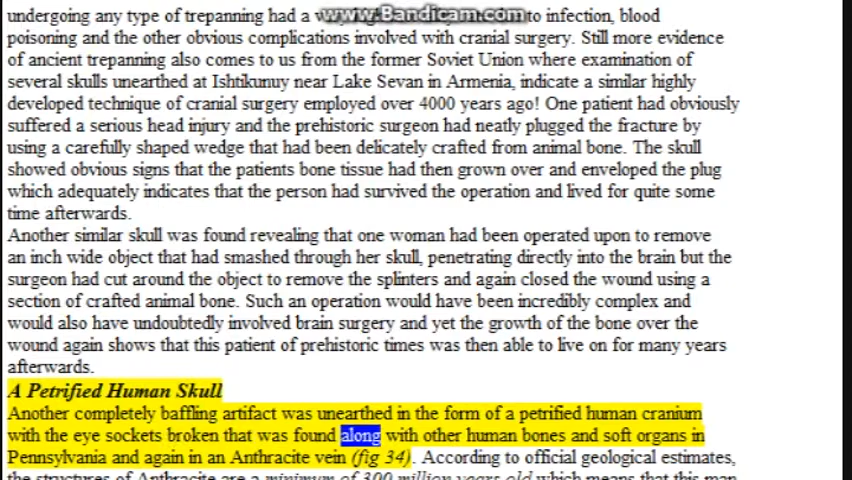 undergoing any type of trepanning had a
www.Bandicam.com
to infection, blood
poisoning and the other obvious complications involved with cranial surgery. Still more evidence
of ancient trepanning also comes to us from the former Soviet Union where examination of
several skulls unearthed at Ishtikunuy near Lake Sevan in Armenia, indicate a similar highly
developed technique of cranial surgery employed over 4000 years ago! One patient had obviously
suffered a serious head injury and the prehistoric surgeon had neatly plugged the fracture by
using a carefully shaped wedge that had been delicately crafted from animal bone. The skull
showed obvious signs that the patients bone tissue had then grown over and enveloped the plug
which adequately indicates that the person had survived the operation and lived for quite some
time afterwards.
Another similar skull was found revealing that one woman had been operated upon to remove
an inch wide object that had smashed through her skull, penetrating directly into the brain but the
surgeon had cut around the object to remove the splinters and again closed the wound using a
section of crafted animal bone. Such an operation would have been incredibly complex and
would also have undoubtedly involved brain surgery and yet the growth of the bone over the
wound again shows that this patient of prehistoric times was then able to live on for many years
afterwards.
A Petrified Human Skull
Another completely baffling artifact was unearthed in the form of a petrified human cranium
with the eye sockets broken that was found along with other human bones and soft organs in
Pennsylvania and again in an Anthracite vein (fig 34). According to official geological estimates,
the structures of Anthracite are a minimum of 300 million years old which means that this man